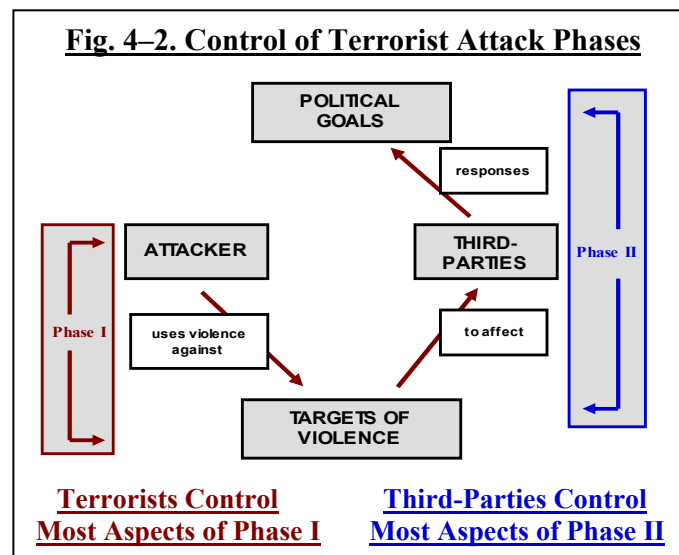 Fig. 4–2. Control of Terrorist Attack Phases
POLITICAL
GOALS
responses
ATTACKER
THIRD-
PARTIES
Phase I
Phase II
uses violence
against
to affect
TARGETS OF
VIOLENCE
Terrorists Control
Most Aspects of Phase I
Third-Parties Control
Most Aspects of Phase II